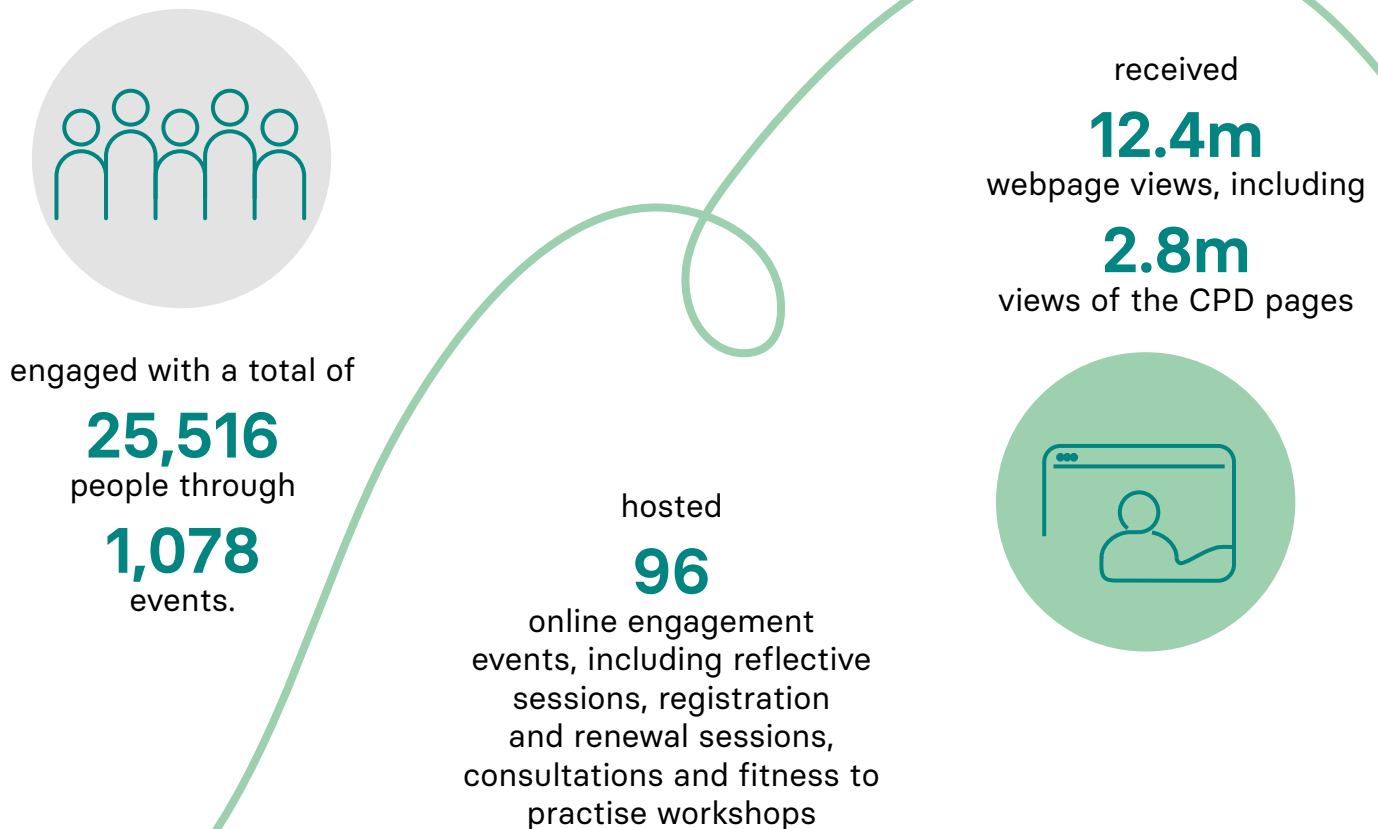 engaged with a total of
25,516
people through
1,078
events.
hosted
96
online engagement
events, including reflective
sessions, registration
and renewal sessions,
consultations and fitness to
practise workshops
received
12.4m
webpage views, including
2.8m
views of the CPD pages